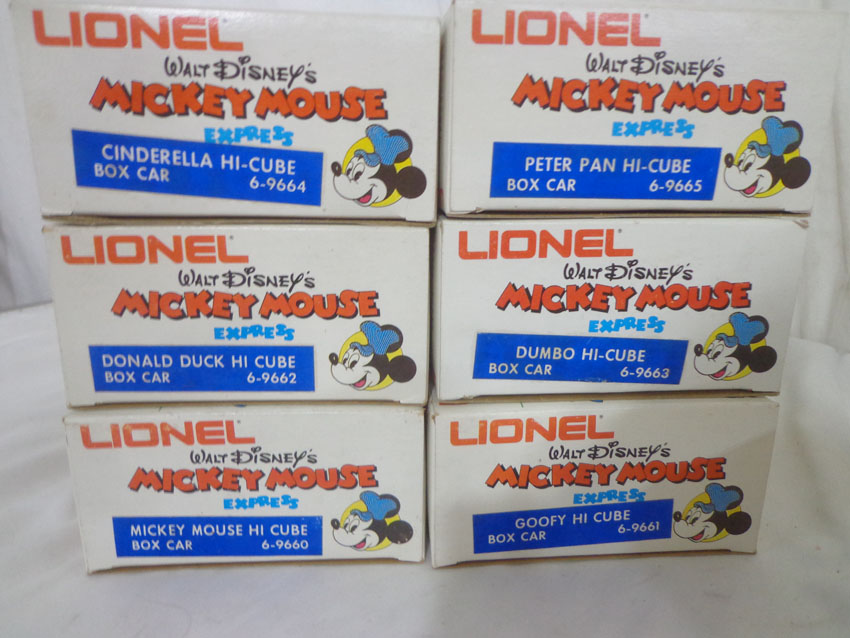 LIONEL
WALT DISNEY'S
MICKEY MOUSE
EXPRESS
CINDERELLA HI-CUBE
BOX CAR 6-9664
LIONEL
WALT DISNEY'S
MICKEY MOUSE
EXPRESS
PETER PAN HI-CUBE
BOX CAR 6-9665
LIONEL
WALT DISNEY'S
MICKEY MOUSE
EXPRESS
DONALD DUCK HI CUBE
BOX CAR 6-9662
LIONEL
WALT DISNEY'S
MICKEY MOUSE
EXPRESS
DUMBO HI-CUBE
BOX CAR 6-9663
LIONEL
WALT DISNEY'S
MICKEY MOUSE
EXPRESS
MICKEY MOUSE HI CUBE
BOX CAR 6-9660
LIONEL
WALT DISNEY'S
MICKEY MOUSE
EXPRESS
GOOFY HI CUBE
BOX CAR 6-9661